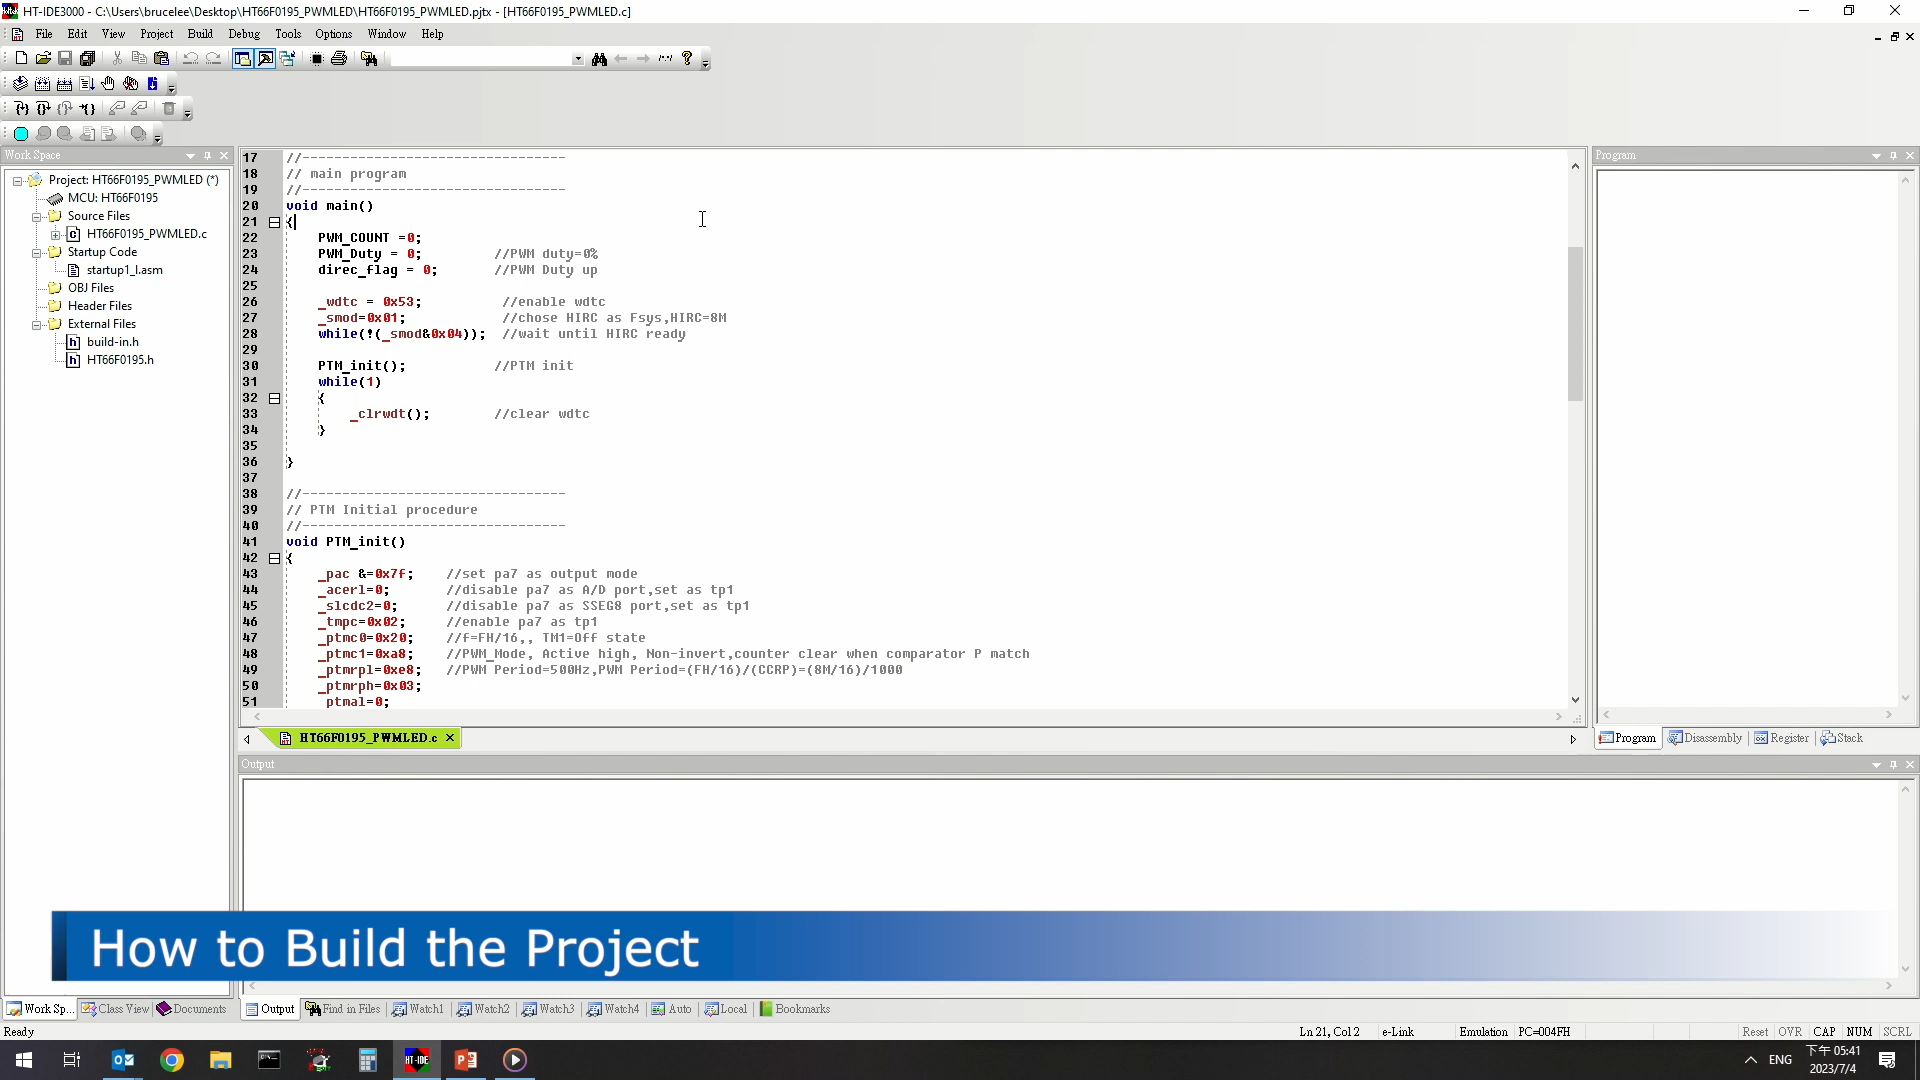 HT-IDE3000 - C:\Users\brucelee\Desktop\HT66F0195_PWMLED\HT66F0195_PWMLED.pjtx - [HT66F0195_PWMLED.c]
File Edit View Project Build Debug Tools Options Window Help
Work Space
Project: HT66F0195_PWMLED (*)
MCU: HT66F0195
Source Files
HT66F0195_PWMLED.c
Startup Code
startup1_l.asm
OBJ Files
Header Files
External Files
build-in.h
HT66F0195.h
17 //---------------------------------
18 // main program
19 //---------------------------------
20 void main()
21 {
22 PWM_COUNT =0;
23 PWM_Duty = 0; //PWM duty=0%
24 direc_flag = 0; //PWM Duty up
25
26 _wdtc = 0x53; //enable wdtc
27 _smod=0x01; //chose HIRC as Fsys,HIRC=8M
28 while(!(_smod&0x04)); //wait until HIRC ready
29
30 PTM_init(); //PTM init
31 while(1)
32 {
33 _clrwdt(); //clear wdtc
34 }
35
36 }
37
38 //---------------------------------
39 // PTM Initial procedure
40 //---------------------------------
41 void PTM_init()
42 {
43 _pac &=0x7f; //set pa7 as output mode
44 _acerl=0; //disable pa7 as A/D port,set as tp1
45 _slcdc2=0; //disable pa7 as SSEG8 port,set as tp1
46 _tmpc=0x02; //enable pa7 as tp1
47 _ptmc0=0x20; //f=FH/16,, TM1=Off state
48 _ptmc1=0xa8; //PWM_Mode, Active high, Non-invert,counter clear when comparator P match
49 _ptmrpl=0xe8; //PWM Period=500Hz,PWM Period=(FH/16)/(CCRP)=(8M/16)/1000
50 _ptmrph=0x03;
51 ptmal=0;
HT66F0195_PWMLED.c
Program
Program Disassembly Register Stack
Output
How to Build the Project
Work Sp... Class View Documents
Output Find in Files Watch1 Watch2 Watch3 Watch4 Auto Local Bookmarks
Ready
Ln 21, Col 2 e-Link Emulation PC=004FH Reset OVR CAP NUM SCRL
HT-IDE
ENG
下午 05:41
2023/7/4